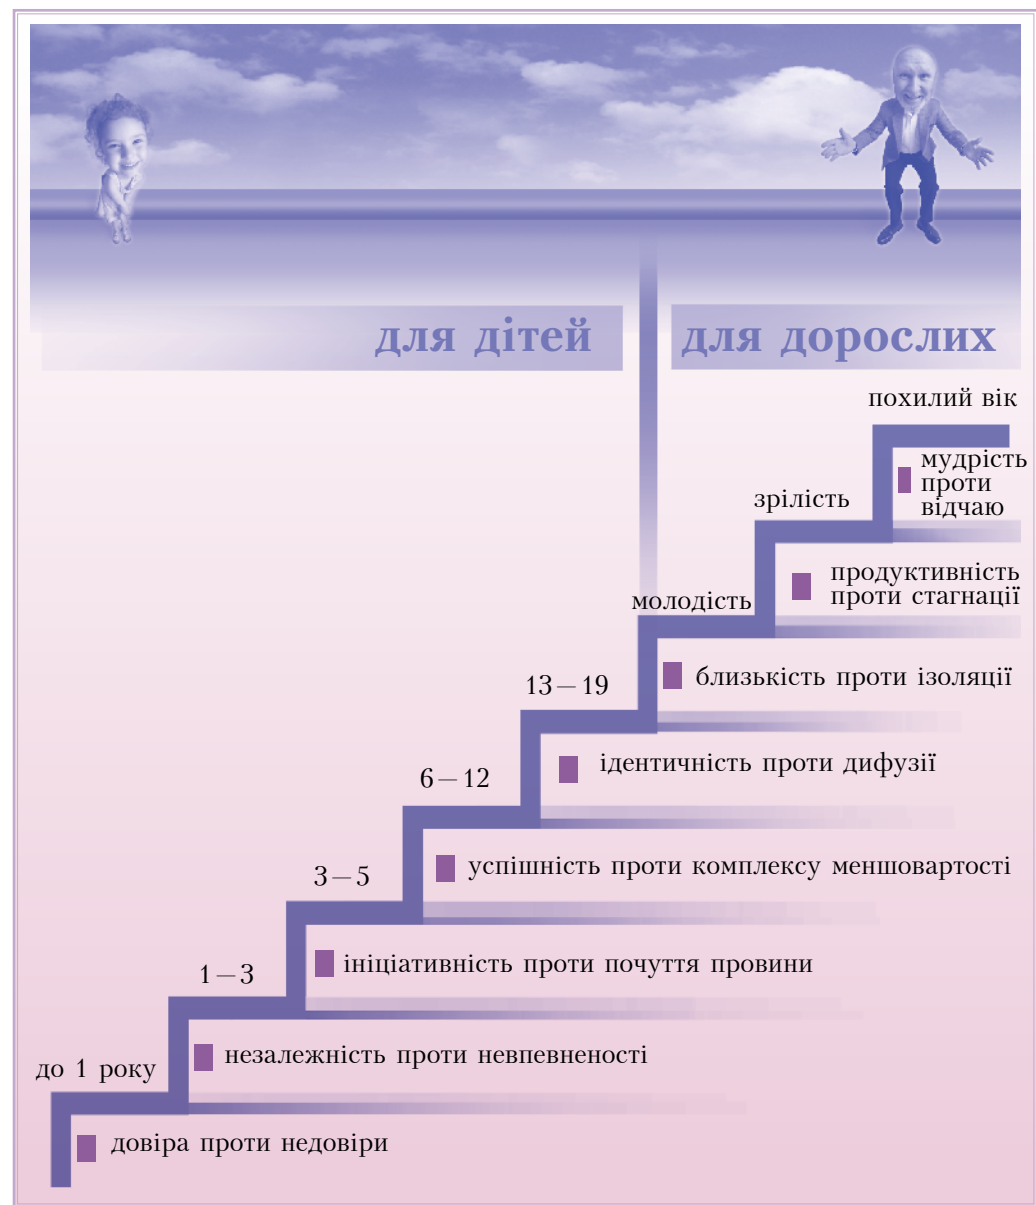 для дітей
для дорослих
похилий вік
мудрість
проти
відчаю
зрілість
продуктивність
проти стагнації
молодість
близькість проти ізоляції
13—19
ідентичність проти дифузії
6—12
успішність проти комплексу меншовартості
3—5
ініціативність проти почуття провини
1—3
незалежність проти невпевнености
до 1 року
довіра проти недовіри